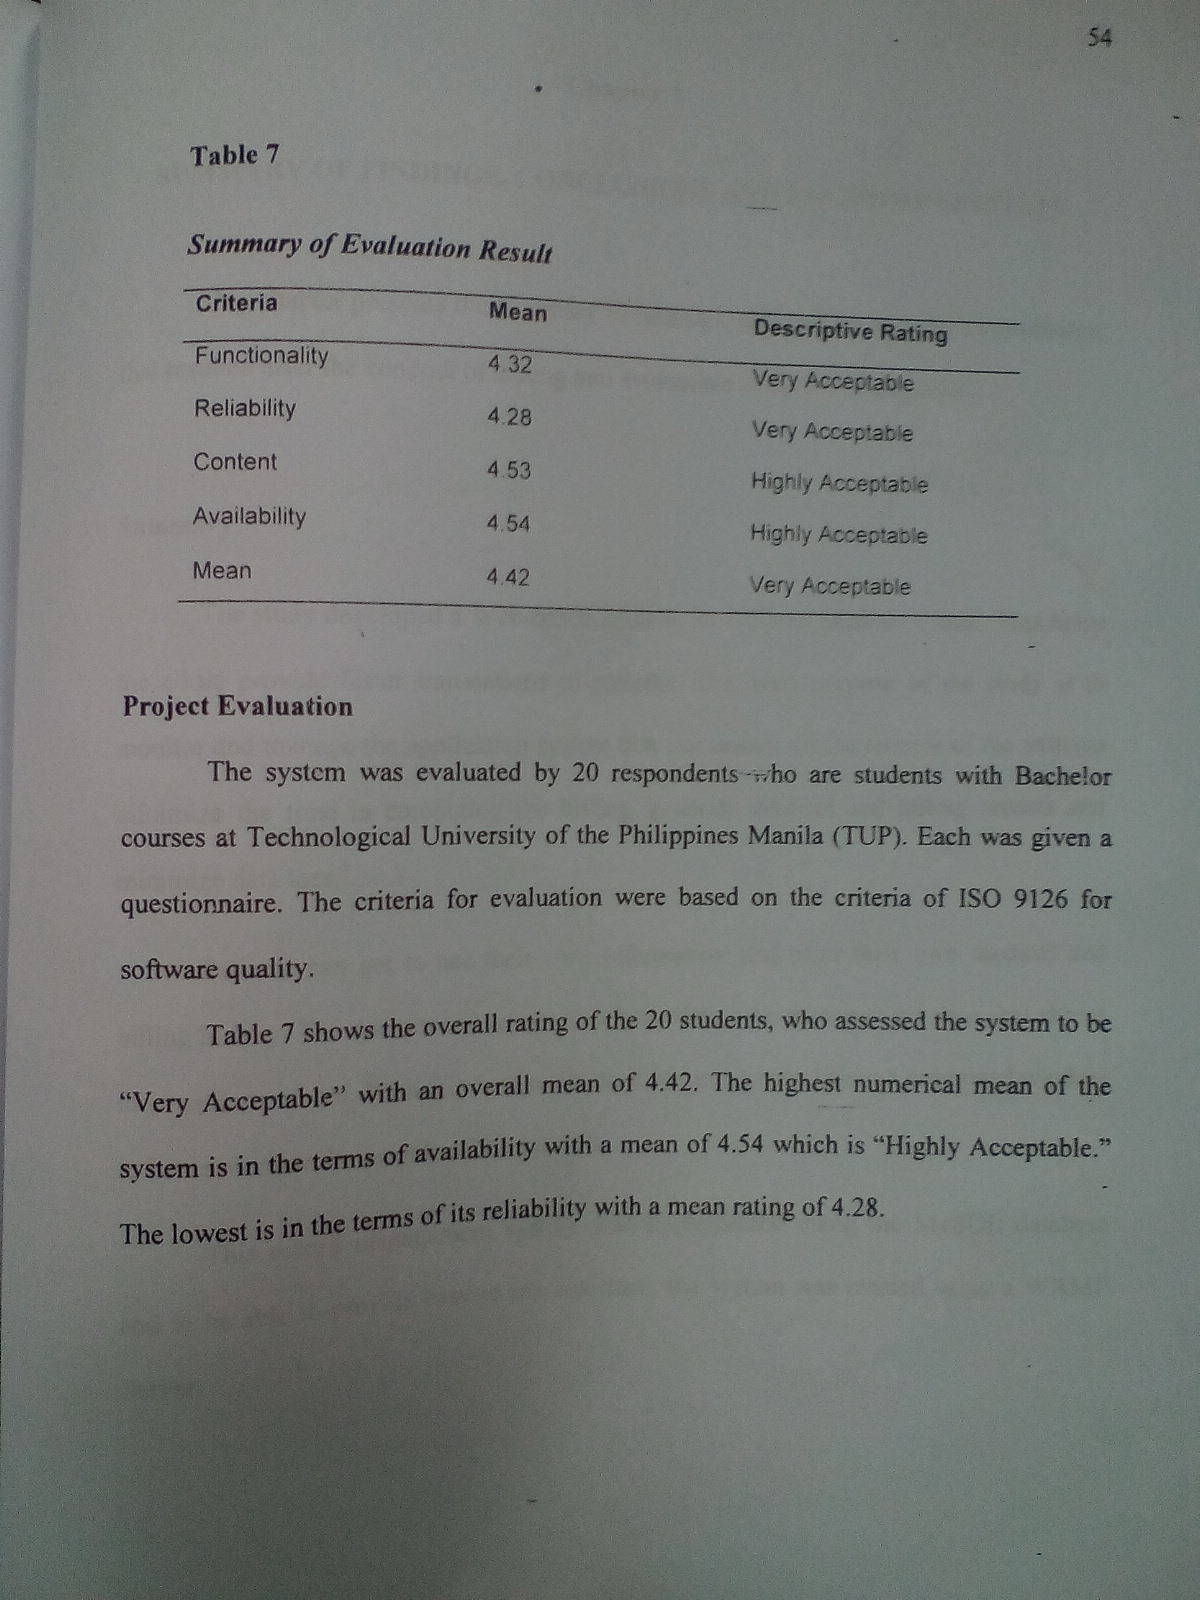 54
Table 7
Summary of Evaluation Result
Criteria Mean Descriptive Rating
Functionality 4.32 Very Acceptable
Reliability 4.28 Very Acceptable
Content 4.53 Highly Acceptable
Availability 4.54 Highly Acceptable
Mean 4.42 Very Acceptable
Project Evaluation
The system was evaluated by 20 respondents who are students with Bachelor
courses at Technological University of the Philippines Manila (TUP). Each was given a
questionnaire. The criteria for evaluation were based on the criteria of ISO 9126 for
software quality.
Table 7 shows the overall rating of the 20 students, who assessed the system to be
“Very Acceptable” with an overall mean of 4.42. The highest numerical mean of the
system is in the terms of availability with a mean of 4.54 which is “Highly Acceptable.”
The lowest is in the terms of its reliability with a mean rating of 4.28.